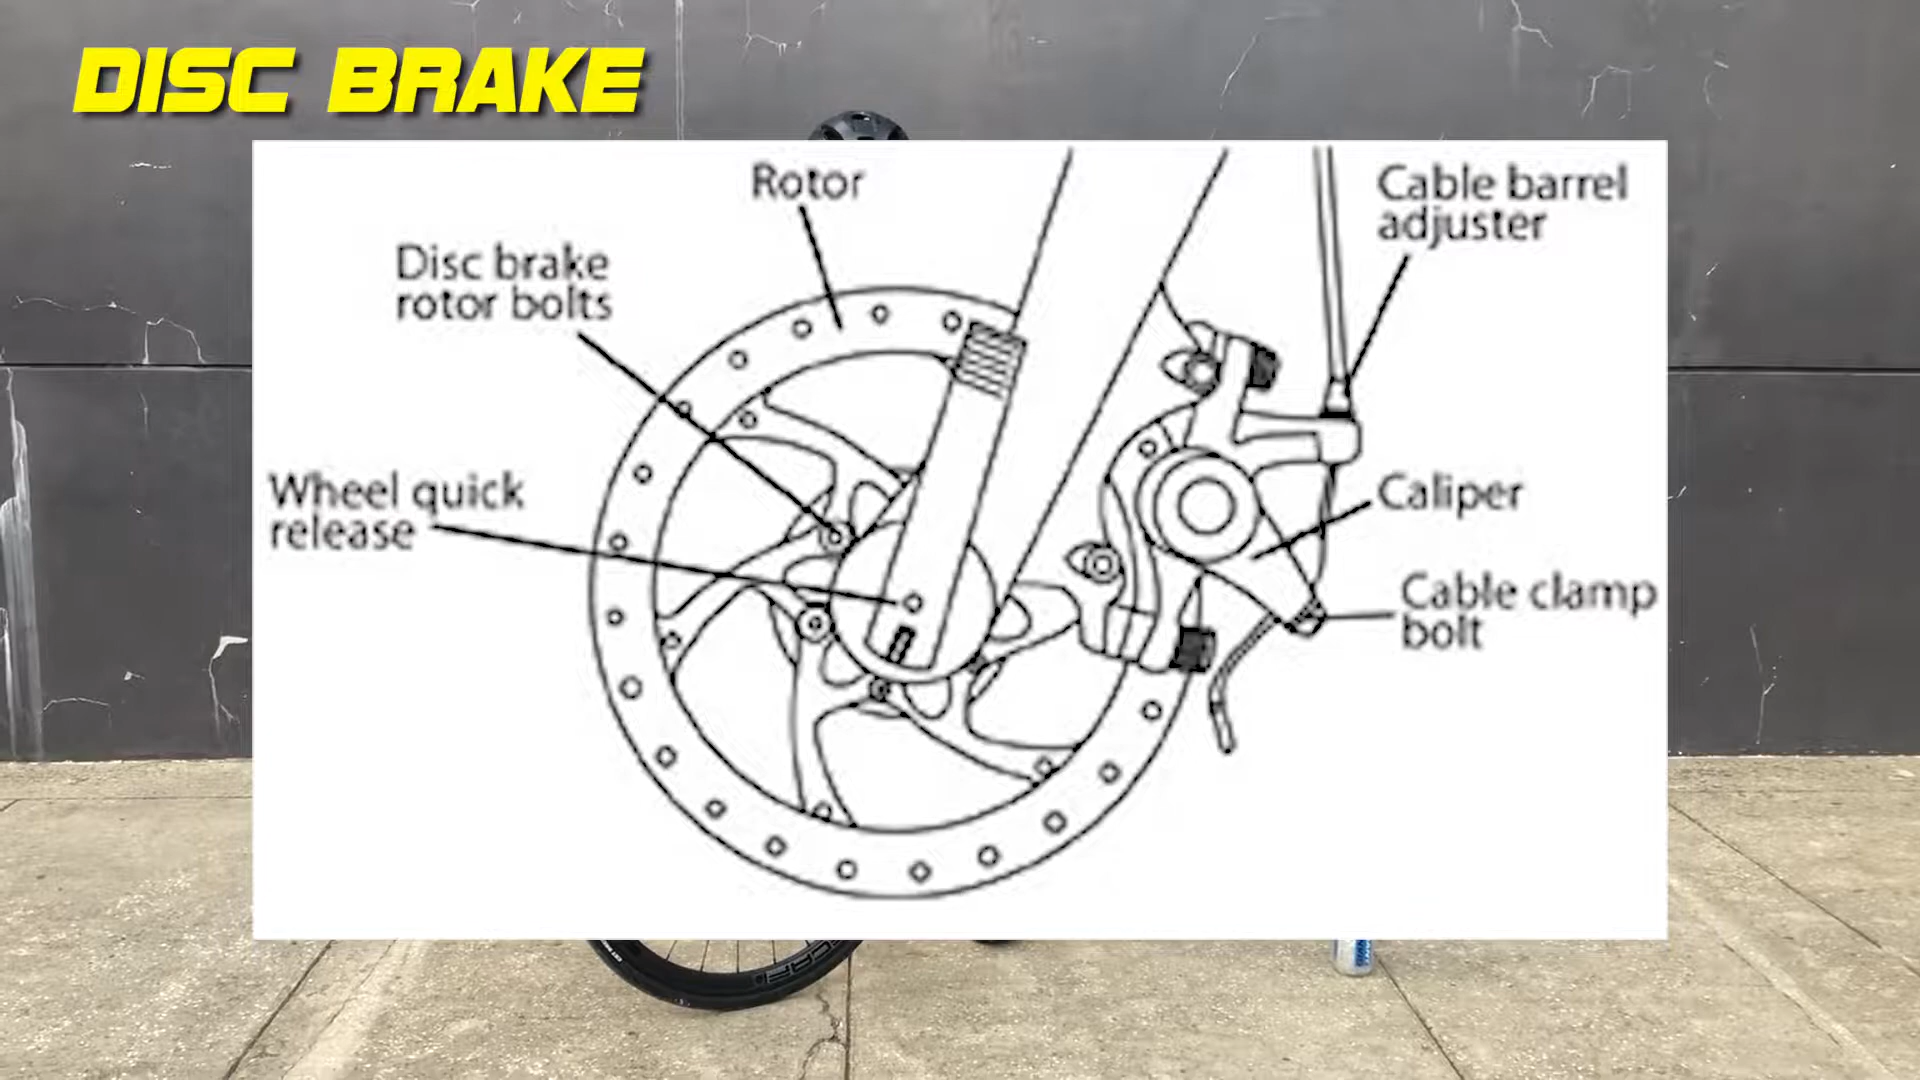 DISC BRAKE
Rotor
Cable barrel
adjuster
Disc brake
rotor bolts
Wheel quick
release
Caliper
Cable clamp
bolt